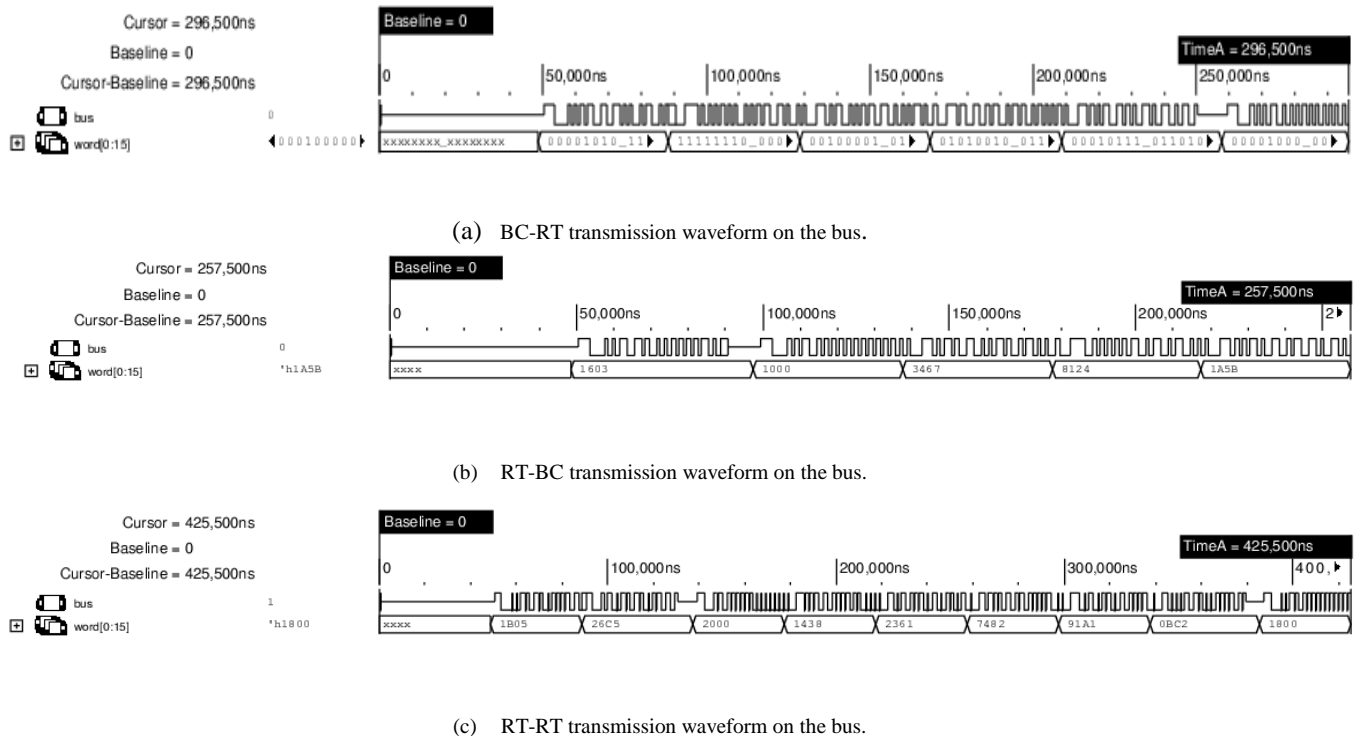 Cursor = 296,500ns
Baseline = 0
Cursor-Baseline = 296,500ns
Baseline = 0
TimeA = 296,500ns
0 50,000ns 100,000ns 150,000ns 200,000ns 250,000ns
bus 0
word[0:15] 000100000 xxxxxxxx_xxxxxxxx 00001010_11 11111110_000 00100001_01 01010010_011 00010111_011010 00001000_00
(a) BC-RT transmission waveform on the bus.
Cursor = 257,500ns
Baseline = 0
Cursor-Baseline = 257,500ns
Baseline = 0
TimeA = 257,500ns
0 50,000ns 100,000ns 150,000ns 200,000ns 2
bus 0
word[0:15] 'h1A5B xxxx 1603 1000 3467 8124 1A5B
(b) RT-BC transmission waveform on the bus.
Cursor = 425,500ns
Baseline = 0
Cursor-Baseline = 425,500ns
Baseline = 0
TimeA = 425,500ns
0 100,000ns 200,000ns 300,000ns 400,
bus 1
word[0:15] 'h1800 xxxx 1B05 26C5 2000 1438 2361 7482 91A1 0BC2 1800
(c) RT-RT transmission waveform on the bus.